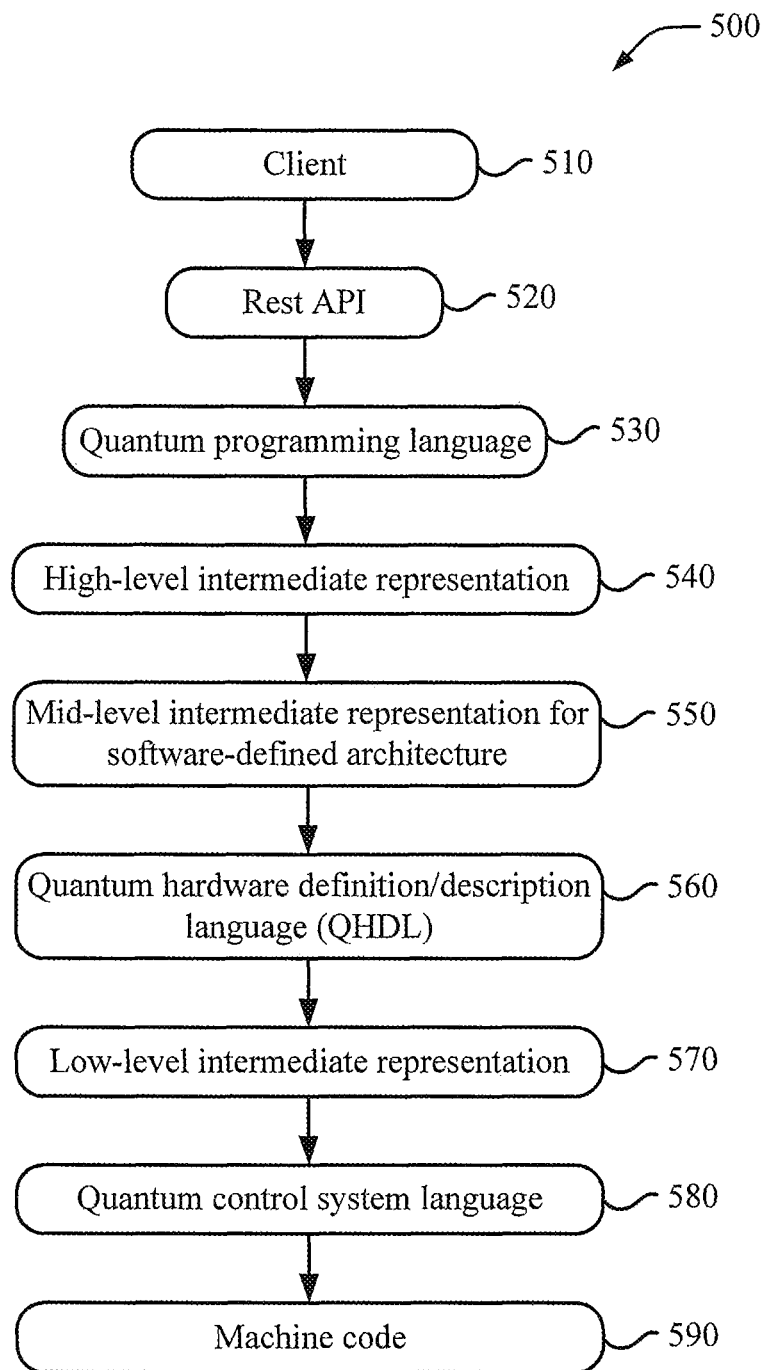 500
Client
510
Rest API
520
Quantum programming language
530
High-level intermediate representation
540
Mid-level intermediate representation for
software-defined architecture
550
Quantum hardware definition/description
language (QHDL)
560
Low-level intermediate representation
570
Quantum control system language
580
Machine code
590